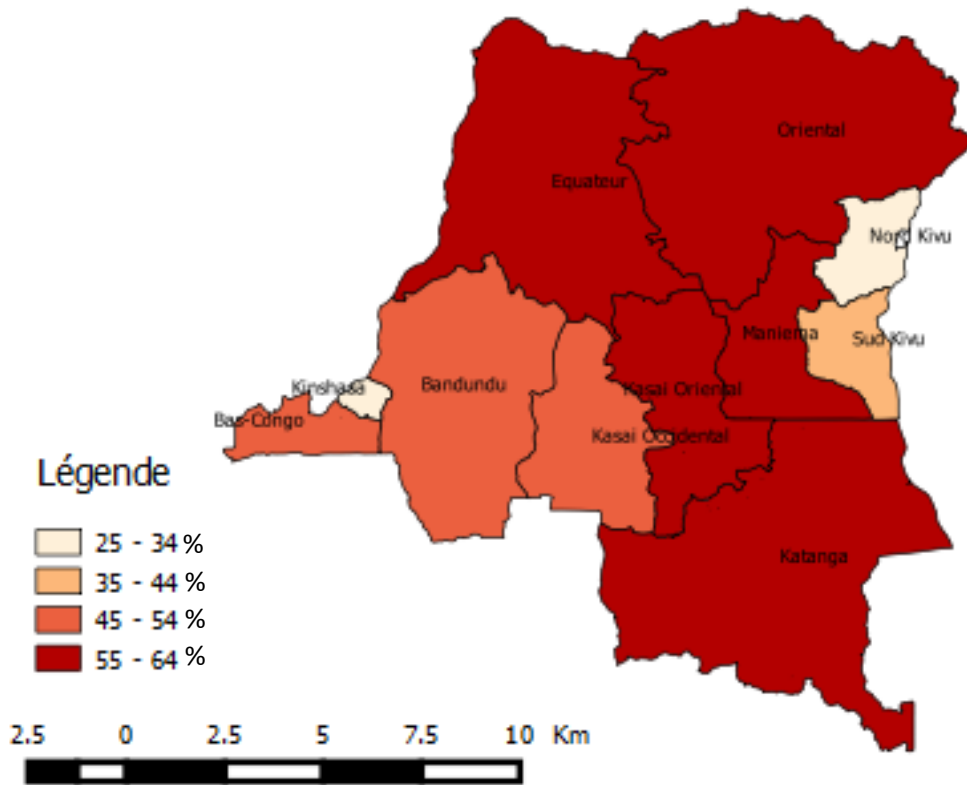 Oriental
Equateur
Nord Kivu
Maniema
Sud Kivu
Kinshasa
Bandundu
Kasai Oriental
Bas-Congo
Kasai Occidental
Katanga
Légende
25 - 34 %
35 - 44 %
45 - 54 %
55 - 64 %
2.5 0 2.5 5 7.5 10 Km